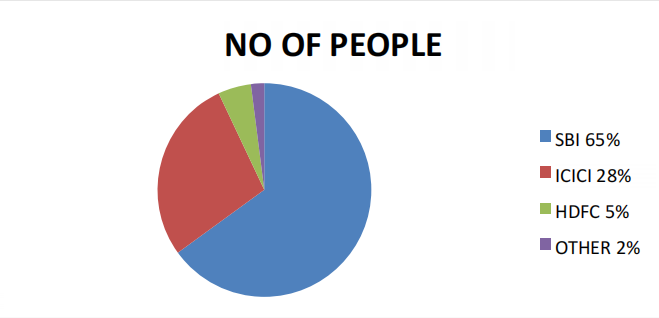 NO OF PEOPLE
SBI 65%
ICICI 28%
HDFC 5%
OTHER 2%